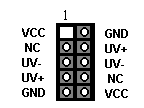 1
VCC GND
NC UV+
UV- UV-
UV+ NC
GND VCC